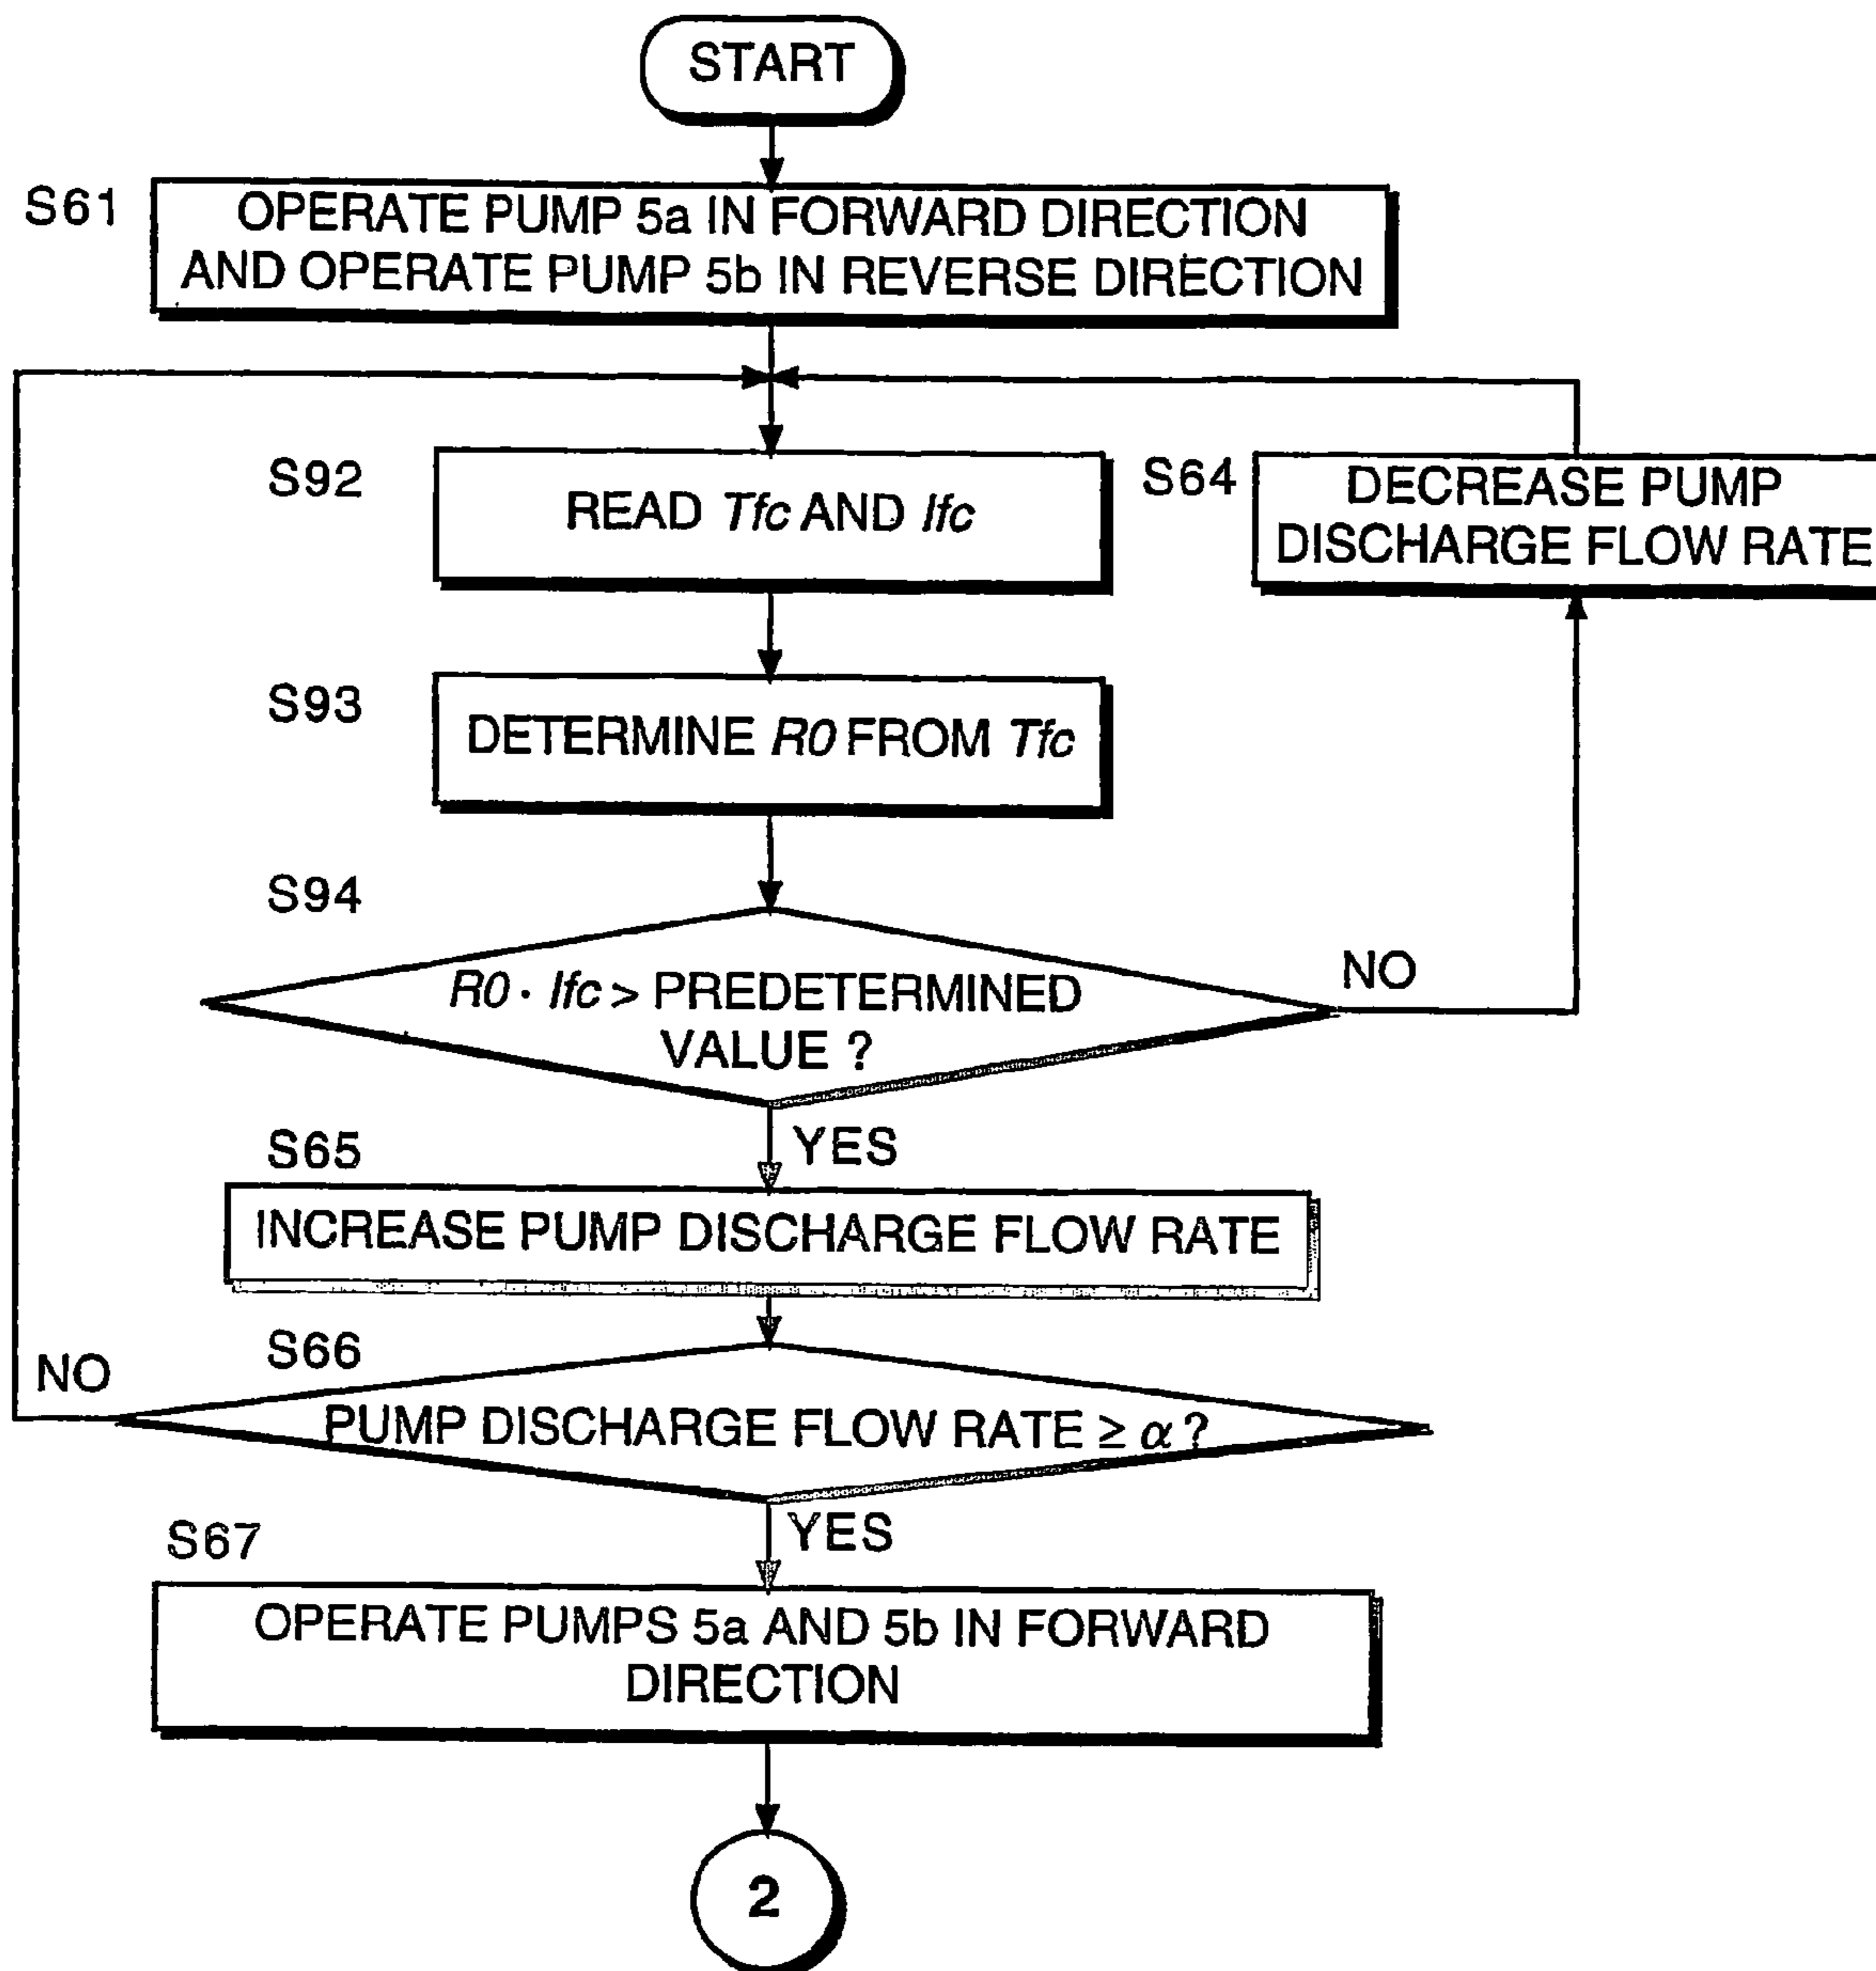 START
S61
OPERATE PUMP 5a IN FORWARD DIRECTION
AND OPERATE PUMP 5b IN REVERSE DIRECTION
S92
READ Tfc AND Ifc
S64
DECREASE PUMP
DISCHARGE FLOW RATE
S93
DETERMINE R0 FROM Tfc
S94
R0 · Ifc > PREDETERMINED
VALUE ?
NO
YES
S65
INCREASE PUMP DISCHARGE FLOW RATE
S66
NO
PUMP DISCHARGE FLOW RATE ≥ α ?
YES
S67
OPERATE PUMPS 5a AND 5b IN FORWARD
DIRECTION
2